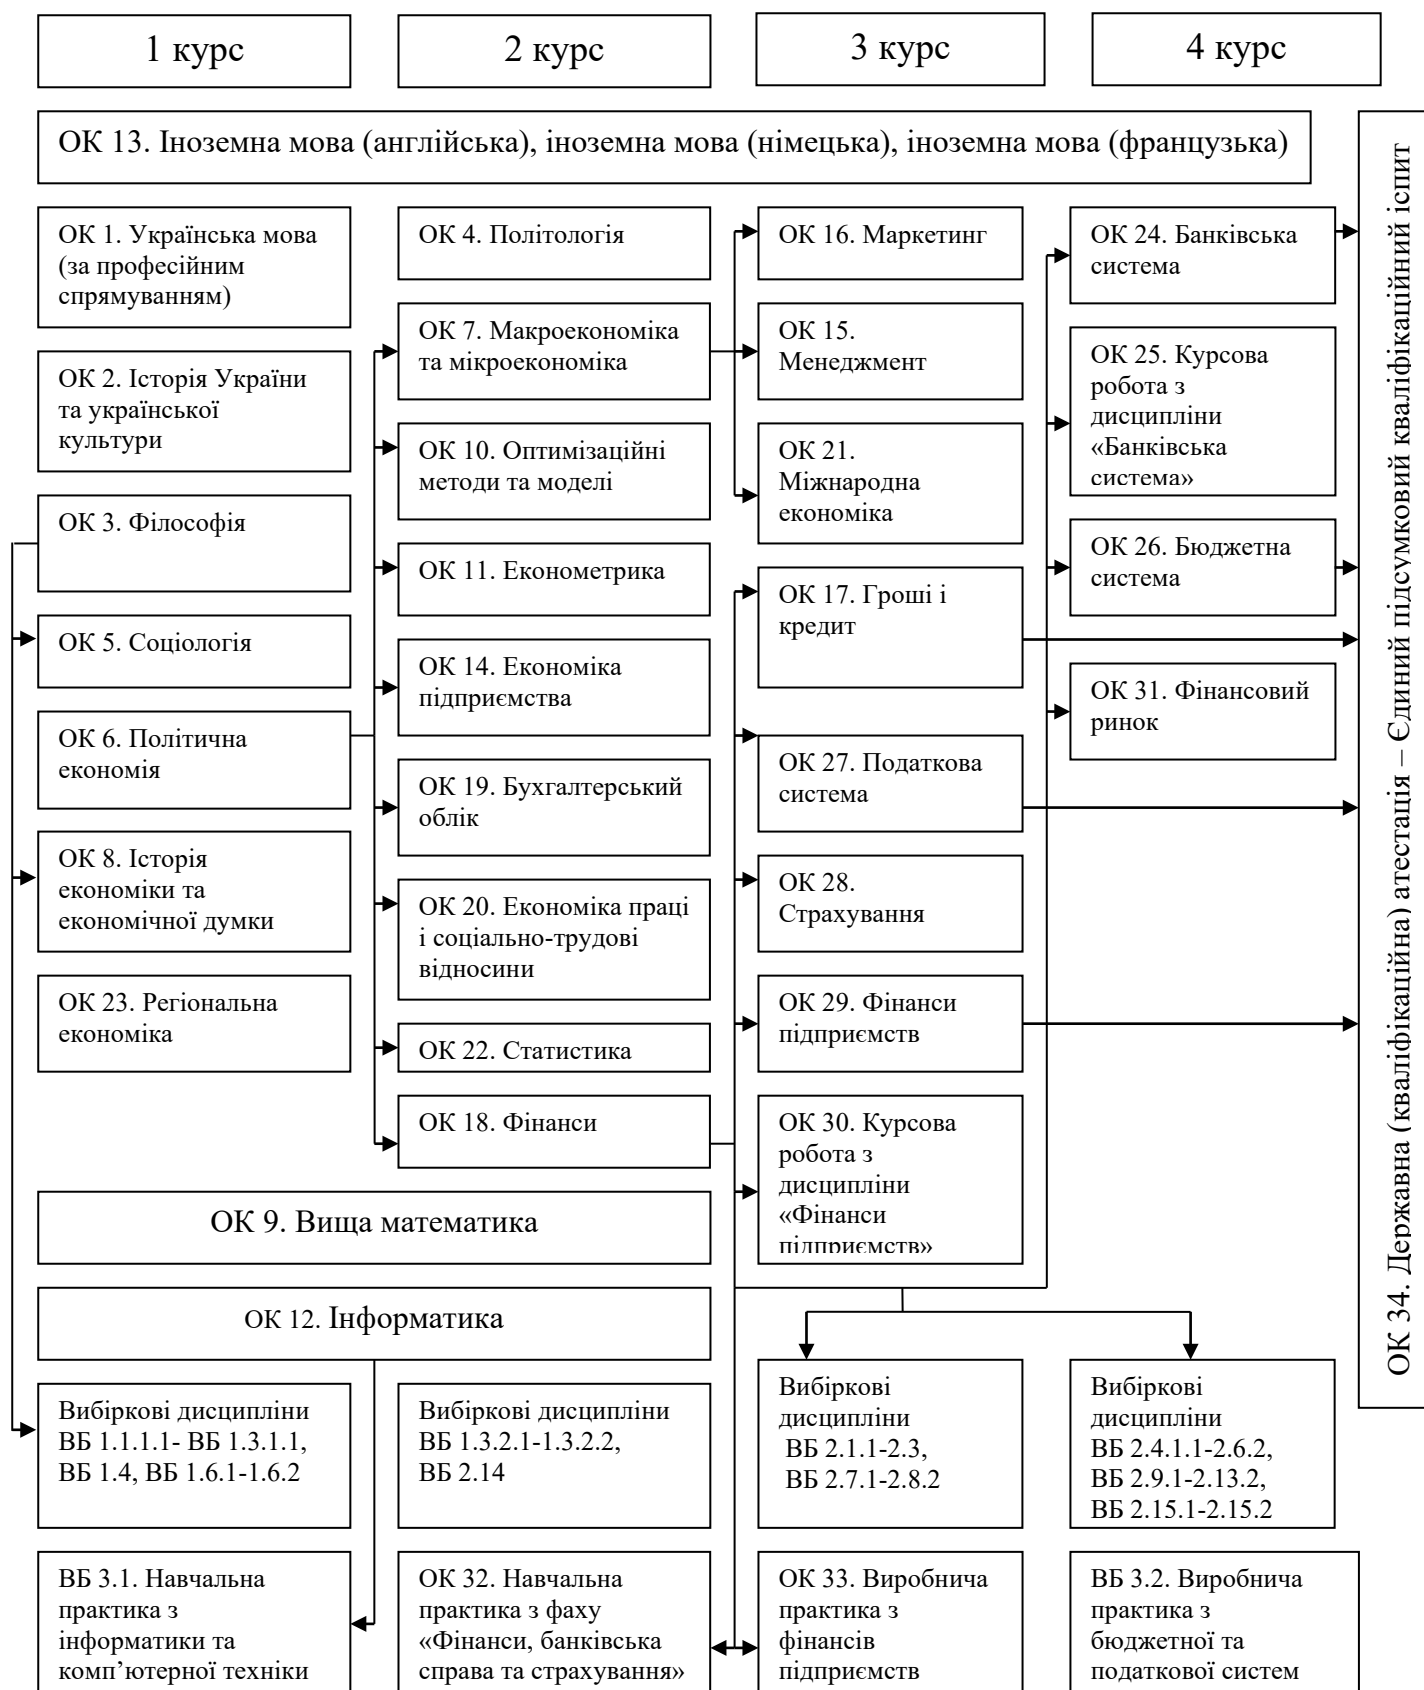 1 курс
2 курс
3 курс
4 курс
ОК 13. Іноземна мова (англійська), іноземна мова (німецька), іноземна мова (французька)
ОК 1. Українська мова
(за професійним
спрямуванням)
ОК 2. Історія України
та української
культури
ОК 3. Філософія
ОК 5. Соціологія
ОК 6. Політична
економія
ОК 8. Історія
економіки та
економічної думки
ОК 23. Регіональна
економіка
ОК 4. Політологія
ОК 7. Макроекономіка
та мікроекономіка
ОК 10. Оптимізаційні
методи та моделі
ОК 11. Економетрика
ОК 14. Економіка
підприємства
ОК 19. Бухгалтерський
облік
ОК 20. Економіка праці
і соціально-трудові
відносини
ОК 22. Статистика
ОК 18. Фінанси
ОК 16. Маркетинг
ОК 15.
Менеджмент
ОК 21.
Міжнародна
економіка
ОК 17. Гроші і
кредит
ОК 27. Податкова
система
ОК 28.
Страхування
ОК 29. Фінанси
підприємств
ОК 30. Курсова
робота з
дисципліни
«Фінанси
підприємств»
ОК 24. Банківська
система
ОК 25. Курсова
робота з
дисципліни
«Банківська
система»
ОК 26. Бюджетна
система
ОК 31. Фінансовий
ринок
ОК 34. Державна (кваліфікаційна) атестація – Єдиний підсумковий кваліфікаційний іспит
ОК 9. Вища математика
ОК 12. Інформатика
Вибіркові дисципліни
ВБ 1.1.1.1- ВБ 1.3.1.1,
ВБ 1.4, ВБ 1.6.1-1.6.2
Вибіркові дисципліни
ВБ 1.3.2.1-1.3.2.2,
ВБ 2.14
Вибіркові
дисципліни
ВБ 2.1.1-2.3,
ВБ 2.7.1-2.8.2
Вибіркові
дисципліни
ВБ 2.4.1.1-2.6.2,
ВБ 2.9.1-2.13.2,
ВБ 2.15.1-2.15.2
ВБ 3.1. Навчальна
практика з
інформатики та
комп’ютерної техніки
ОК 32. Навчальна
практика з фаху
«Фінанси, банківська
справа та страхування»
ОК 33. Виробнича
практика з
фінансів
підприємств
ВБ 3.2. Виробнича
практика з
бюджетної та
податкової систем